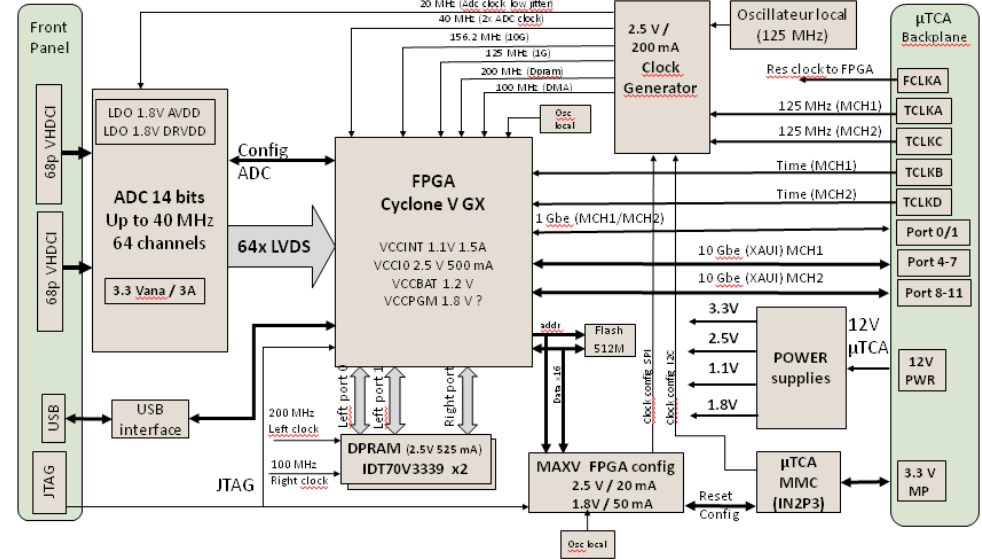 Front
Panel
68p VHDCI
68p VHDCI
USB
JTAG
LDO 1.8V AVDD
LDO 1.8V DRVDD
ADC 14 bits
Up to 40 MHz
64 channels
3.3 Vana / 3A
Config
ADC
64x LVDS
USB
interface
JTAG
20 MHz (Adc clock low jitter)
40 MHz (2x ADC clock)
156.2 MHz (10G)
125 MHz (1G)
200 MHz (Dpram)
100 MHz (DMA)
Osc
local
2.5 V /
200 mA
Clock
Generator
Oscillateur local
(125 MHz)
FPGA
Cyclone V GX
VCCINT 1.1V 1.5A
VCCI0 2.5 V 500 mA
VCCBAT 1.2 V
VCCPGM 1.8 V ?
Left port 0
Left port 1
Right port
200 MHz
Left clock
100 MHz
Right clock
DPRAM (2.5V 525 mA)
IDT70V3339 x2
addr
Data x16
Flash
512M
Clock config SPI
Clock config I2C
MAXV FPGA config
2.5 V / 20 mA
1.8V / 50 mA
Osc local
Reset
Config
µTCA
MMC
(IN2P3)
Res clock to FPGA
125 MHz (MCH1)
125 MHz (MCH2)
Time (MCH1)
Time (MCH2)
1 Gbe (MCH1/MCH2)
10 Gbe (XAUI) MCH1
10 Gbe (XAUI) MCH2
3.3V
2.5V
1.1V
1.8V
POWER
supplies
12V
µTCA
µTCA
Backplane
FCLKA
TCLKA
TCLKC
TCLKB
TCLKD
Port 0/1
Port 4-7
Port 8-11
12V
PWR
3.3 V
MP